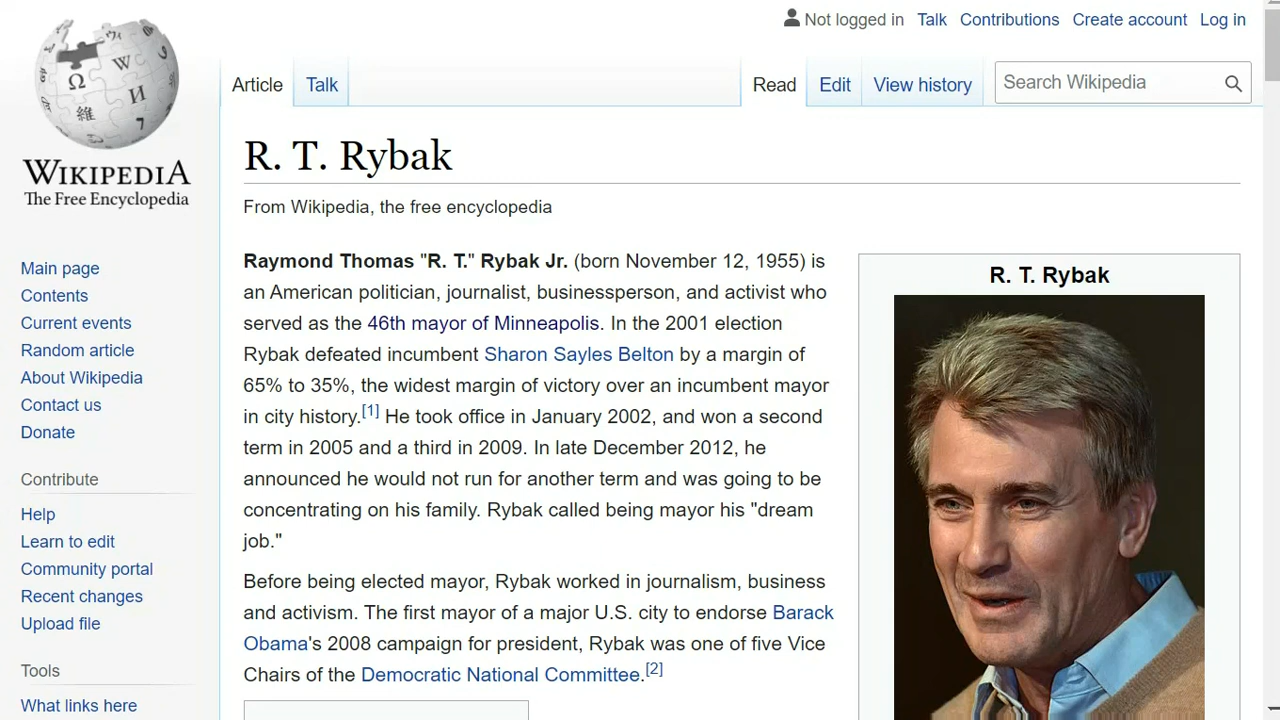 Not logged in Talk Contributions Create account Log in
Article Talk Read Edit View history Search Wikipedia
WIKIPEDIA
The Free Encyclopedia
Main page
Contents
Current events
Random article
About Wikipedia
Contact us
Donate
Contribute
Help
Learn to edit
Community portal
Recent changes
Upload file
Tools
What links here
R. T. Rybak
From Wikipedia, the free encyclopedia
Raymond Thomas "R. T." Rybak Jr. (born November 12, 1955) is
an American politician, journalist, businessperson, and activist who
served as the 46th mayor of Minneapolis. In the 2001 election
Rybak defeated incumbent Sharon Sayles Belton by a margin of
65% to 35%, the widest margin of victory over an incumbent mayor
in city history.[1] He took office in January 2002, and won a second
term in 2005 and a third in 2009. In late December 2012, he
announced he would not run for another term and was going to be
concentrating on his family. Rybak called being mayor his "dream
job."
Before being elected mayor, Rybak worked in journalism, business
and activism. The first mayor of a major U.S. city to endorse Barack
Obama's 2008 campaign for president, Rybak was one of five Vice
Chairs of the Democratic National Committee.[2]
R. T. Rybak